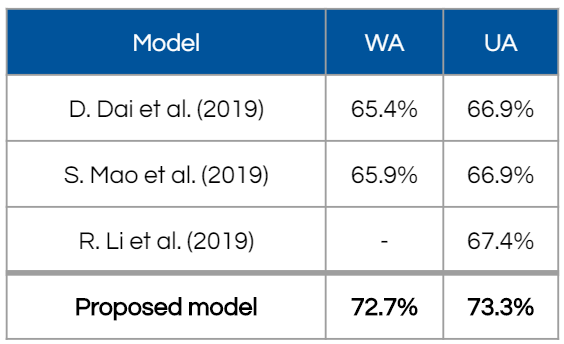 Model WA UA
D. Dai et al. (2019) 65.4% 66.9%
S. Mao et al. (2019) 65.9% 66.9%
R. Li et al. (2019) - 67.4%
Proposed model 72.7% 73.3%